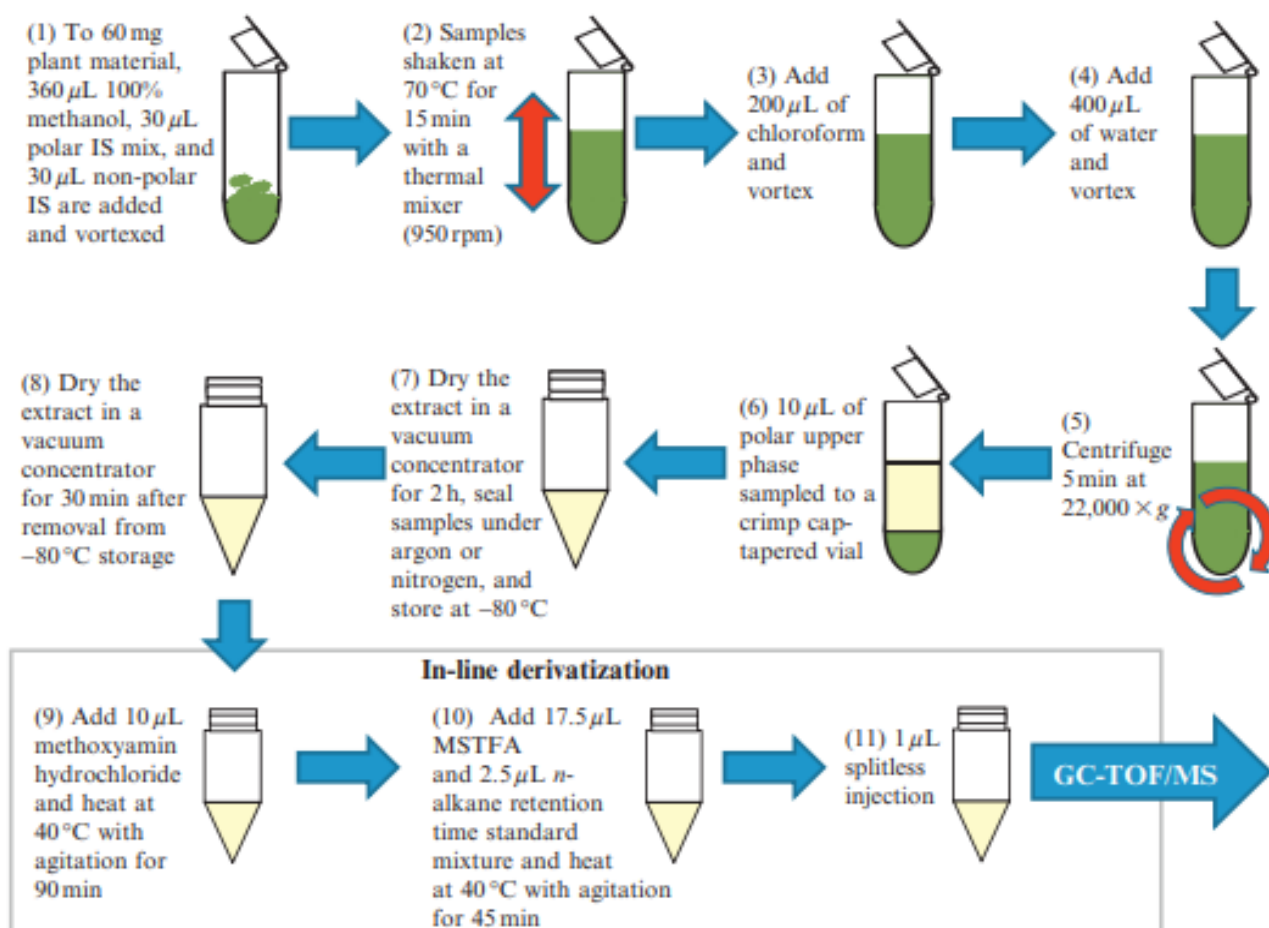 (1) To 60 mg
plant material,
360 μL 100%
methanol, 30 μL
polar IS mix, and
30 μL non-polar
IS are added
and vortexed
(2) Samples
shaken at
70 °C for
15 min
with a
thermal
mixer
(950 rpm)
(3) Add
200 μL of
chloroform
and
vortex
(4) Add
400 μL
of water
and
vortex
(5)
Centrifuge
5 min at
22,000 × g
(6) 10 μL of
polar upper
phase
sampled to a
crimp cap-
tapered vial
(7) Dry the
extract in a
vacuum
concentrator
for 2 h, seal
samples under
argon or
nitrogen, and
store at –80 °C
(8) Dry the
extract in a
vacuum
concentrator
for 30 min after
removal from
–80 °C storage
In-line derivatization
(9) Add 10 μL
methoxyamin
hydrochloride
and heat at
40 °C with
agitation for
90 min
(10) Add 17.5 μL
MSTFA
and 2.5 μL n-
alkane retention
time standard
mixture and heat
at 40 °C with agitation
for 45 min
(11) 1 μL
splitless
injection
GC-TOF/MS